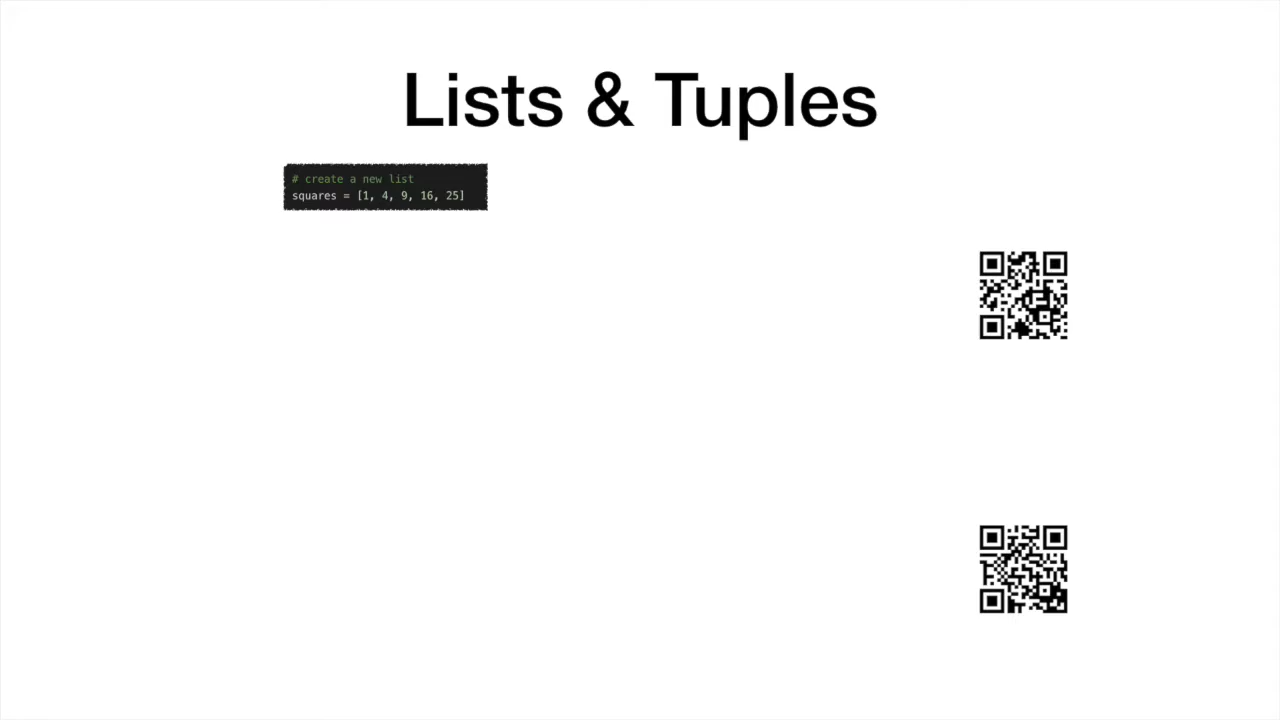 Lists & Tuples
# create a new list
squares = [1, 4, 9, 16, 25]